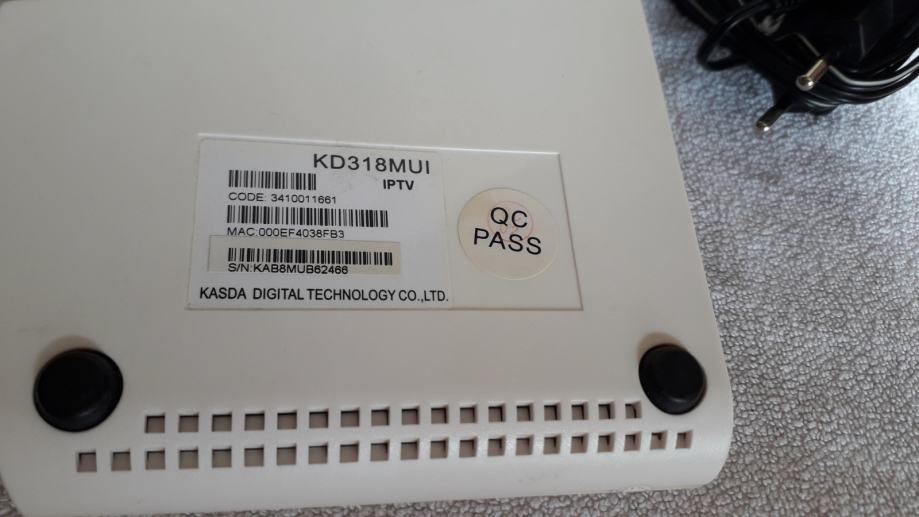 KD318MUI
IPTV
CODE: 3410011661
MAC:000EF4038FB3
S/N:KAB8MUB62466
KASDA DIGITAL TECHNOLOGY CO.,LTD.
QC
PASS